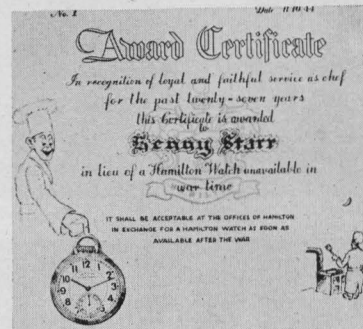 No. 1 Date 11.10.44
Award Certificate
In recognition of loyal and faithful service as chef
for the past twenty-seven years
this Certificate is awarded
to
Benny Starr
in lieu of a Hamilton Watch unavailable in
war time
IT SHALL BE ACCEPTABLE AT THE OFFICES OF HAMILTON
IN EXCHANGE FOR A HAMILTON WATCH AS SOON AS
AVAILABLE AFTER THE WAR